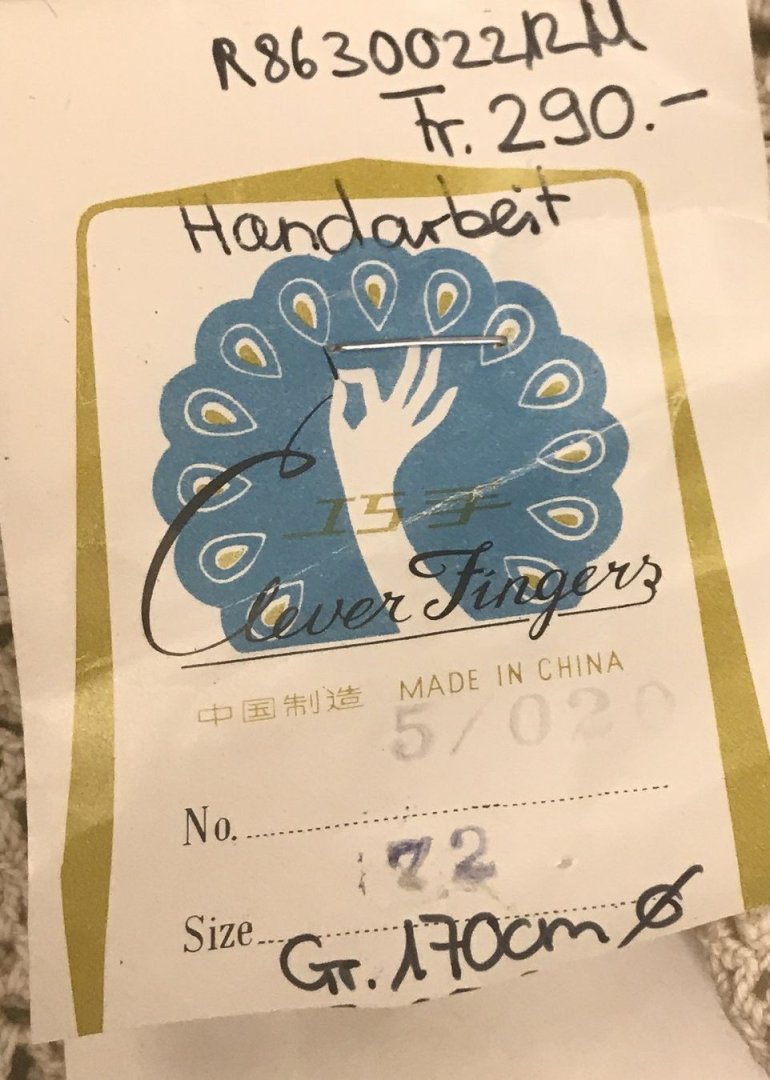 R8630022RM
Fr. 290.-
Handarbeit
巧手
Clever Fingers
中国制造 MADE IN CHINA
5/020
No.
72
Size
Gr. 170cm Ø